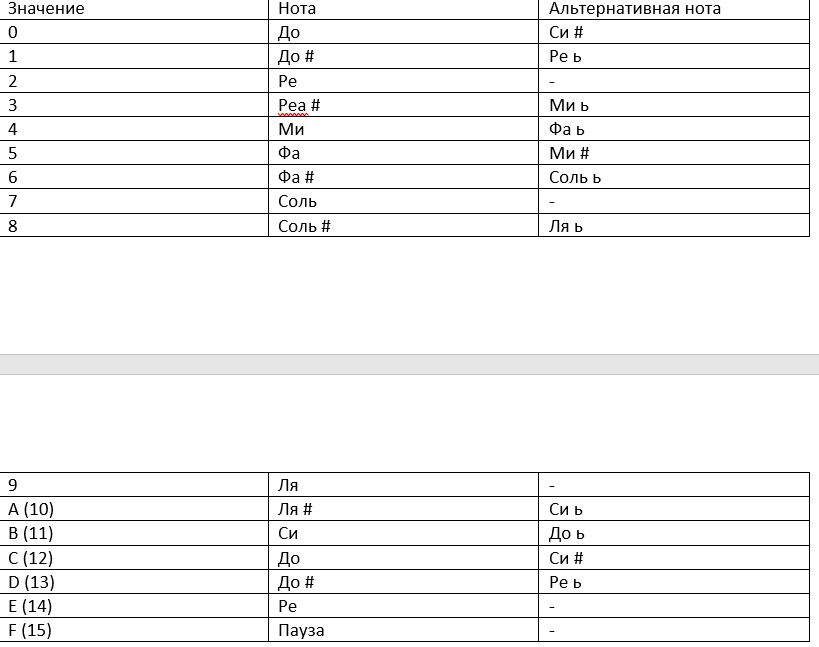 Значение Нота Альтернативная нота
0 До Си #
1 До # Ре ь
2 Ре -
3 Реа # Ми ь
4 Ми Фа ь
5 Фа Ми #
6 Фа # Соль ь
7 Соль -
8 Соль # Ля ь
9 Ля -
A (10) Ля # Си ь
B (11) Си До ь
C (12) До Си #
D (13) До # Ре ь
E (14) Ре -
F (15) Пауза -